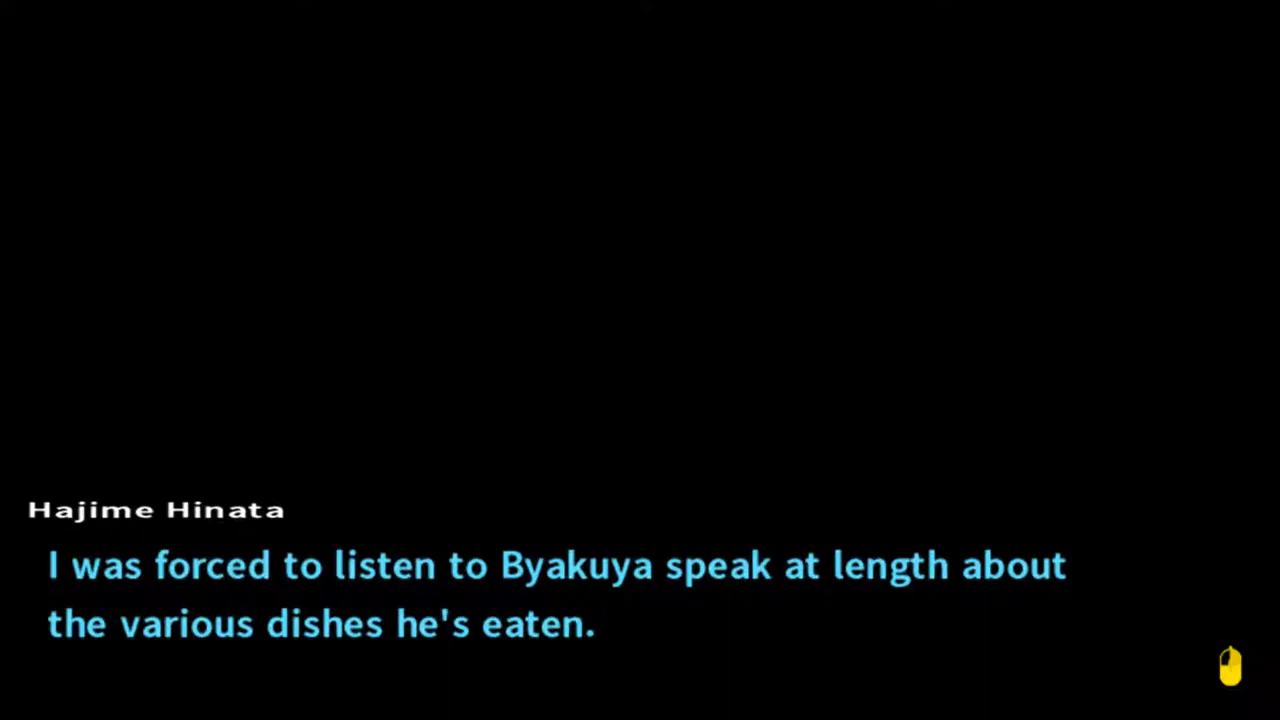 Hajime Hinata
I was forced to listen to Byakuya speak at length about
the various dishes he's eaten.